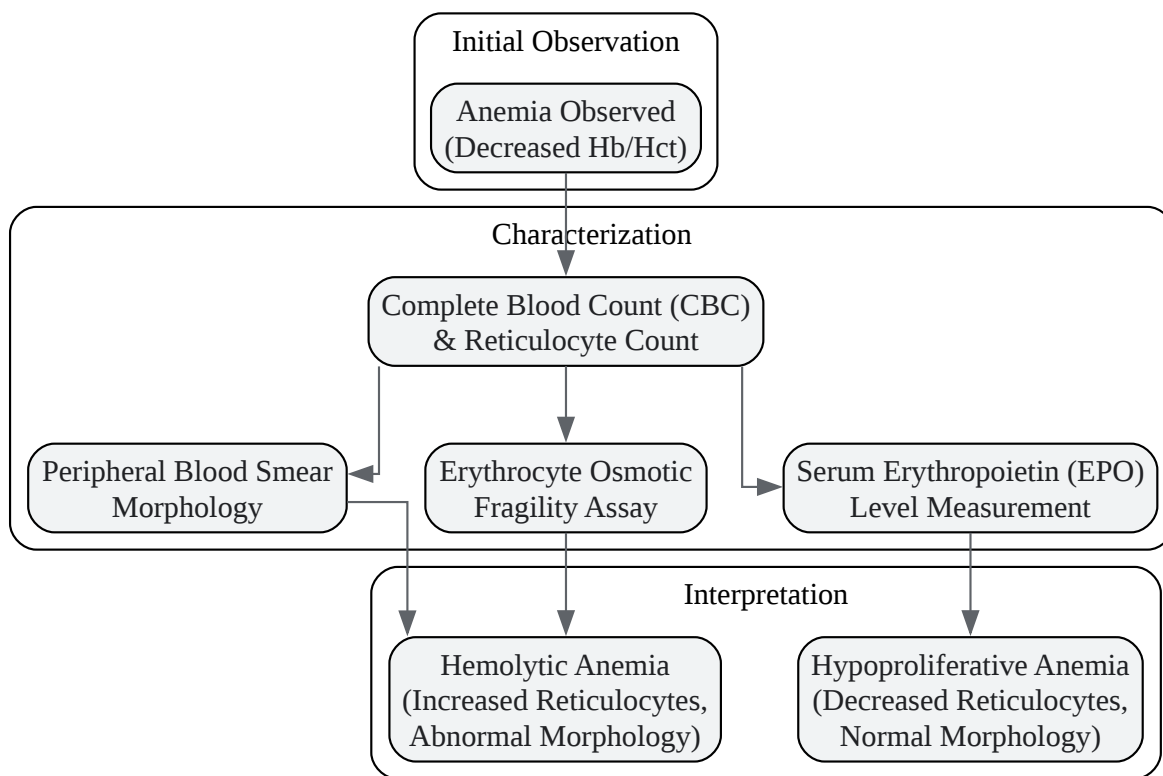 Initial Observation
Anemia Observed
(Decreased Hb/Hct)
Characterization
Complete Blood Count (CBC)
& Reticulocyte Count
Peripheral Blood Smear
Morphology
Erythrocyte Osmotic
Fragility Assay
Serum Erythropoietin (EPO)
Level Measurement
Interpretation
Hemolytic Anemia
(Increased Reticulocytes,
Abnormal Morphology)
Hypoproliferative Anemia
(Decreased Reticulocytes,
Normal Morphology)